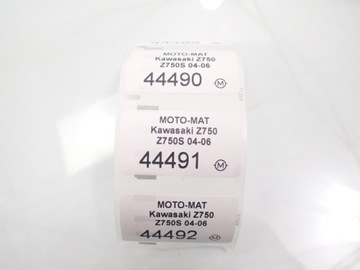 MOTO-MAT
Kawasaki Z750
Z750S 04-06
44490
MOTO-MAT
Kawasaki Z750
Z750S 04-06
44491
MOTO-MAT
Kawasaki Z750
Z750S 04-06
44492